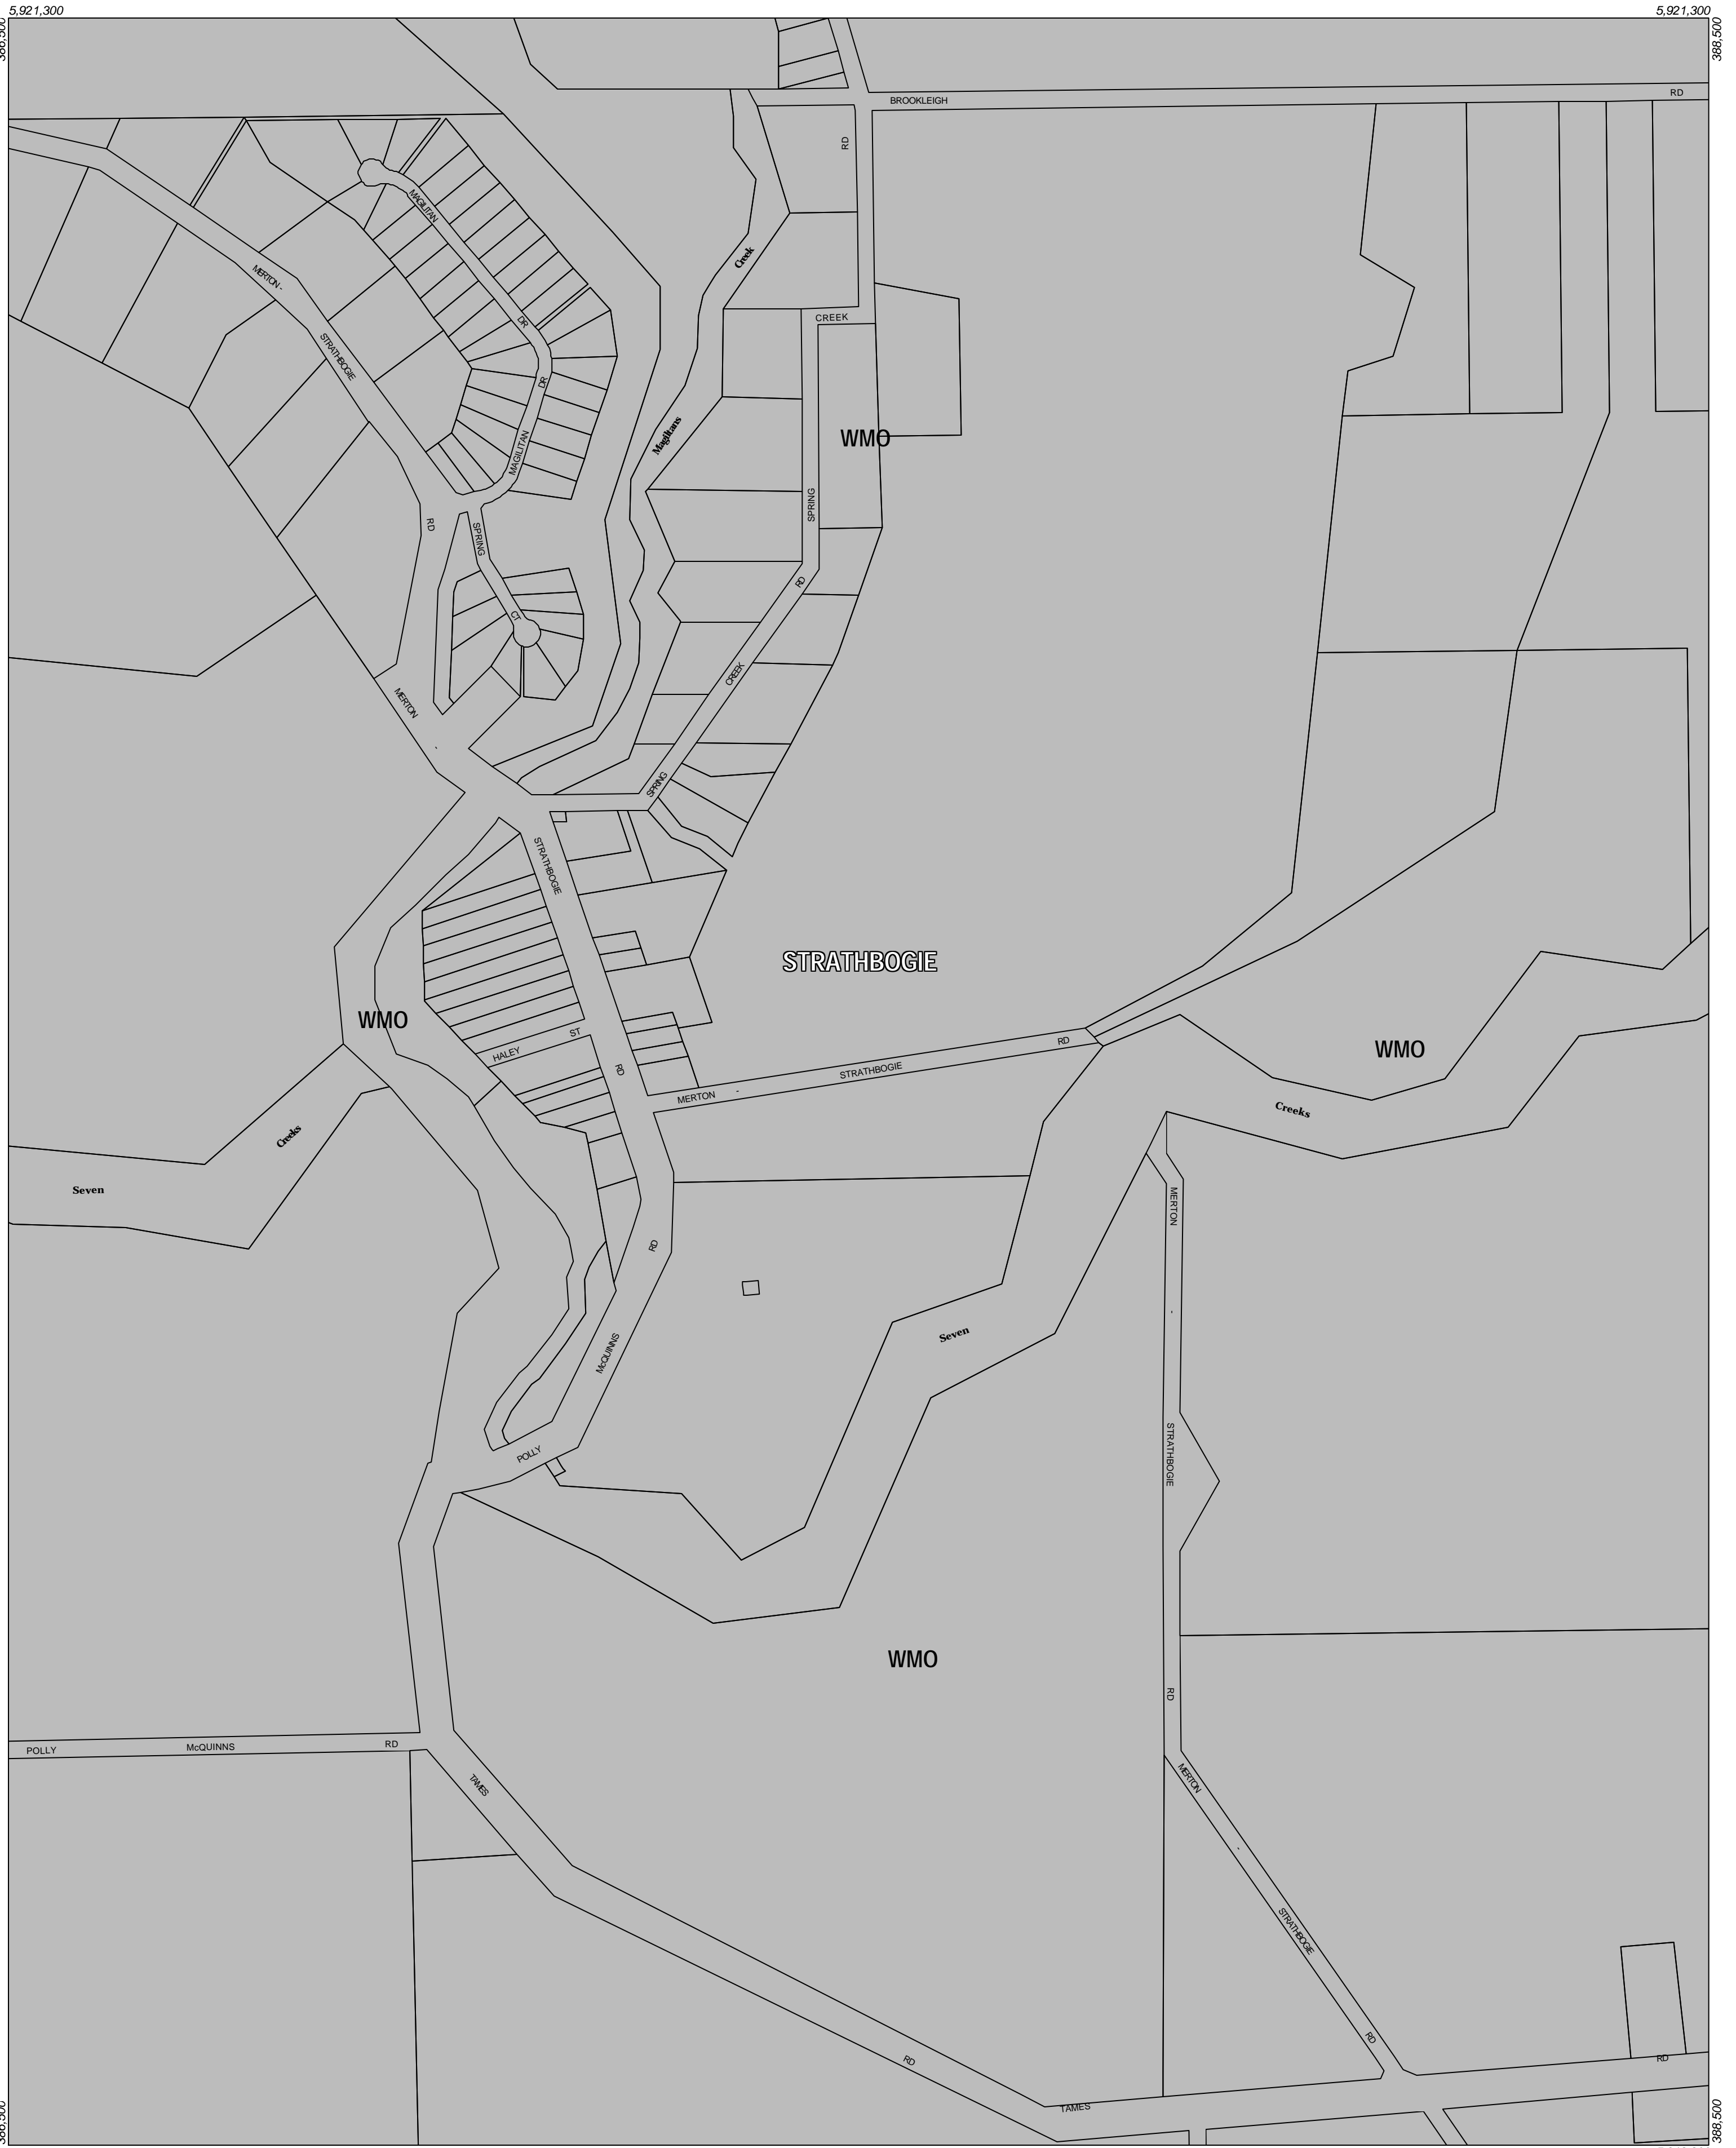 5,921,300
5,921,300
388,500
BROOKLEIGH
RD
RD
MAGILITAN
Creek
MERTON -
DR
CREEK
STRATHBOGIE
DR
Magilitans
WMO
MAGILITAN
SPRING
RD
SPRING
RD
CT
CREEK
MERTON
-
SPRING
STRATHBOGIE
STRATHBOGIE
WMO
HALEY
ST
RD
MERTON
-
STRATHBOGIE
RD
WMO
Creeks
Creeks
Seven
MERTON
RD
-
McQUINNS
Seven
POLLY
STRATHBOGIE
WMO
RD
POLLY
McQUINNS
RD
TAMES
MERTON
-
STRATHBOGIE
RD
RD
RD
TAMES
388,500